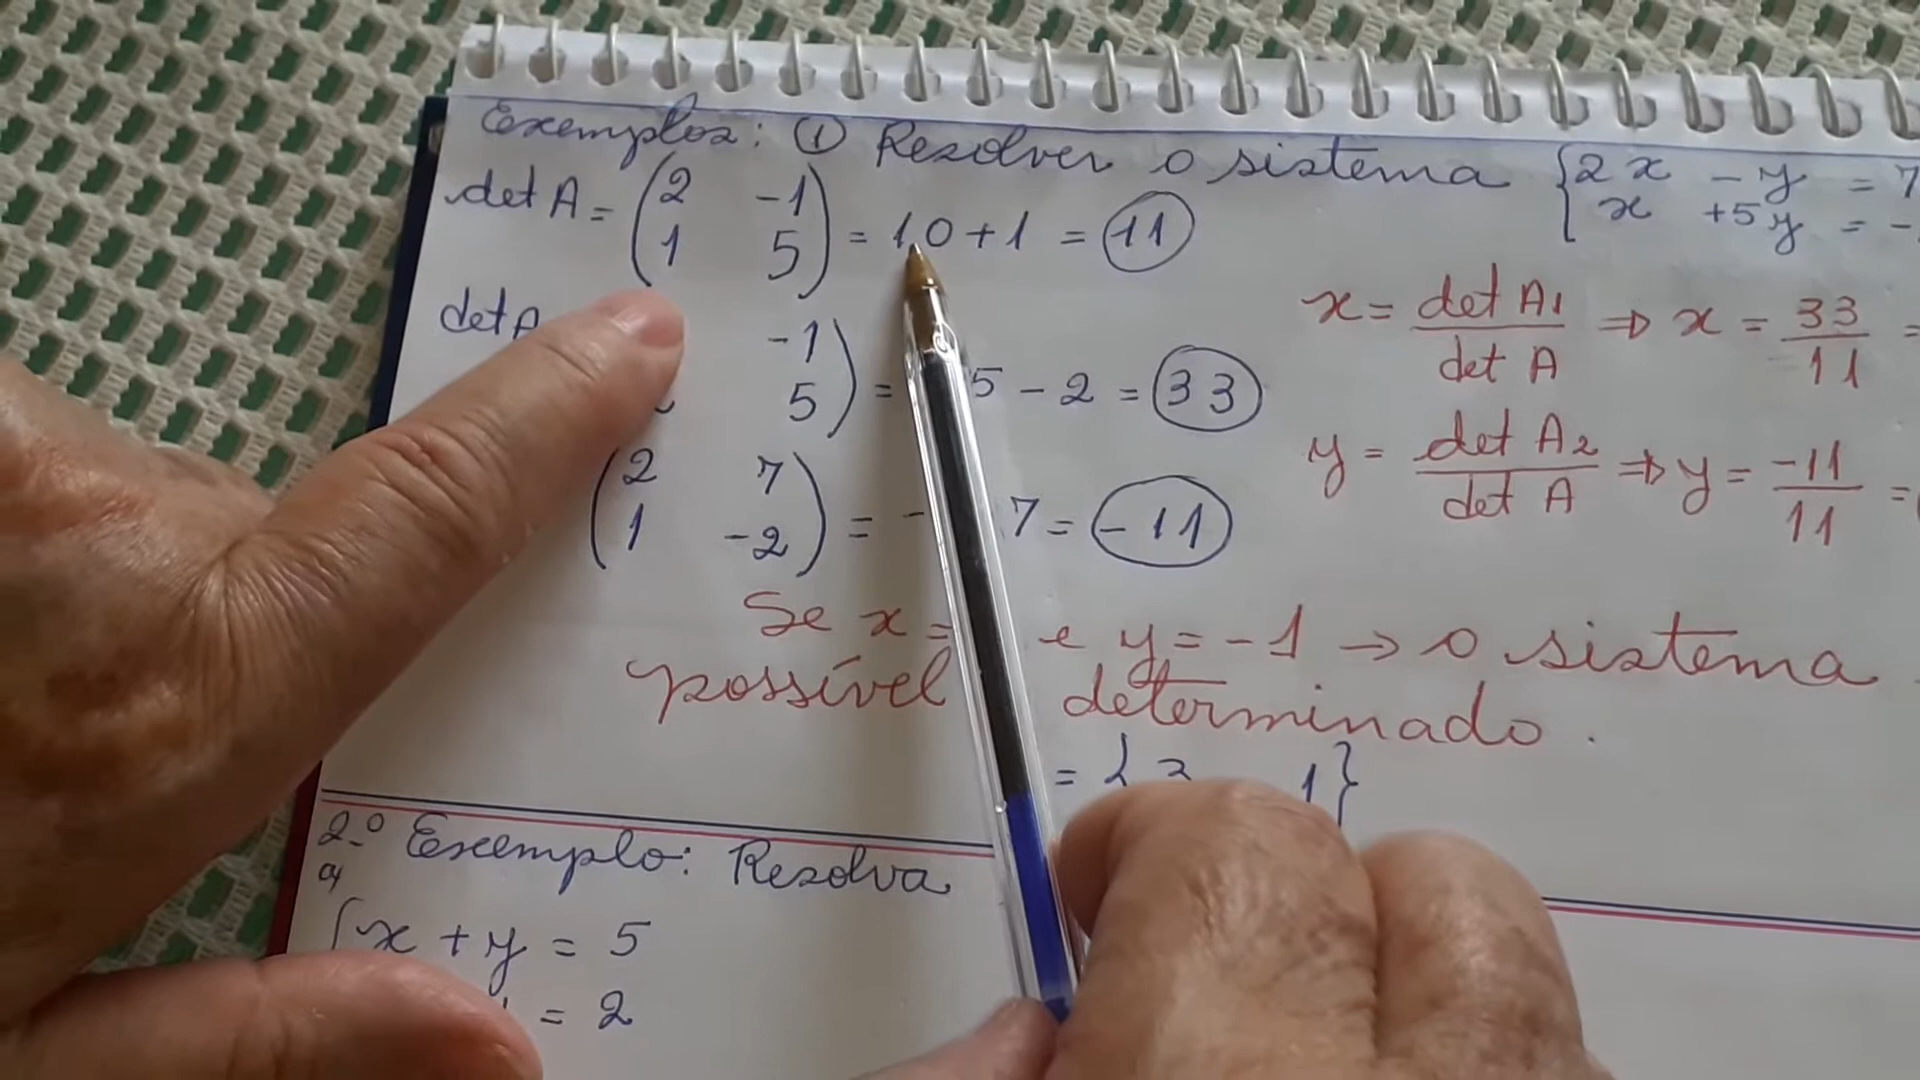 Exemplos: ① Resolver o sistema { 2x - y = 7
x + 5y = -
det A = ( 2 -1
1 5 ) = 10 + 1 = 11
det A
-1
5 ) = 5 - 2 = 33
( 2 7
1 -2 ) = - 7 = -11
x = det A1 / det A ⇒ x = 33 / 11 =
y = det A2 / det A ⇒ y = -11 / 11 =
Se x = e y = -1 → o sistema
possível determinado.
= { 1 }
2º Exemplo: Resolva
{ x + y = 5
= 2